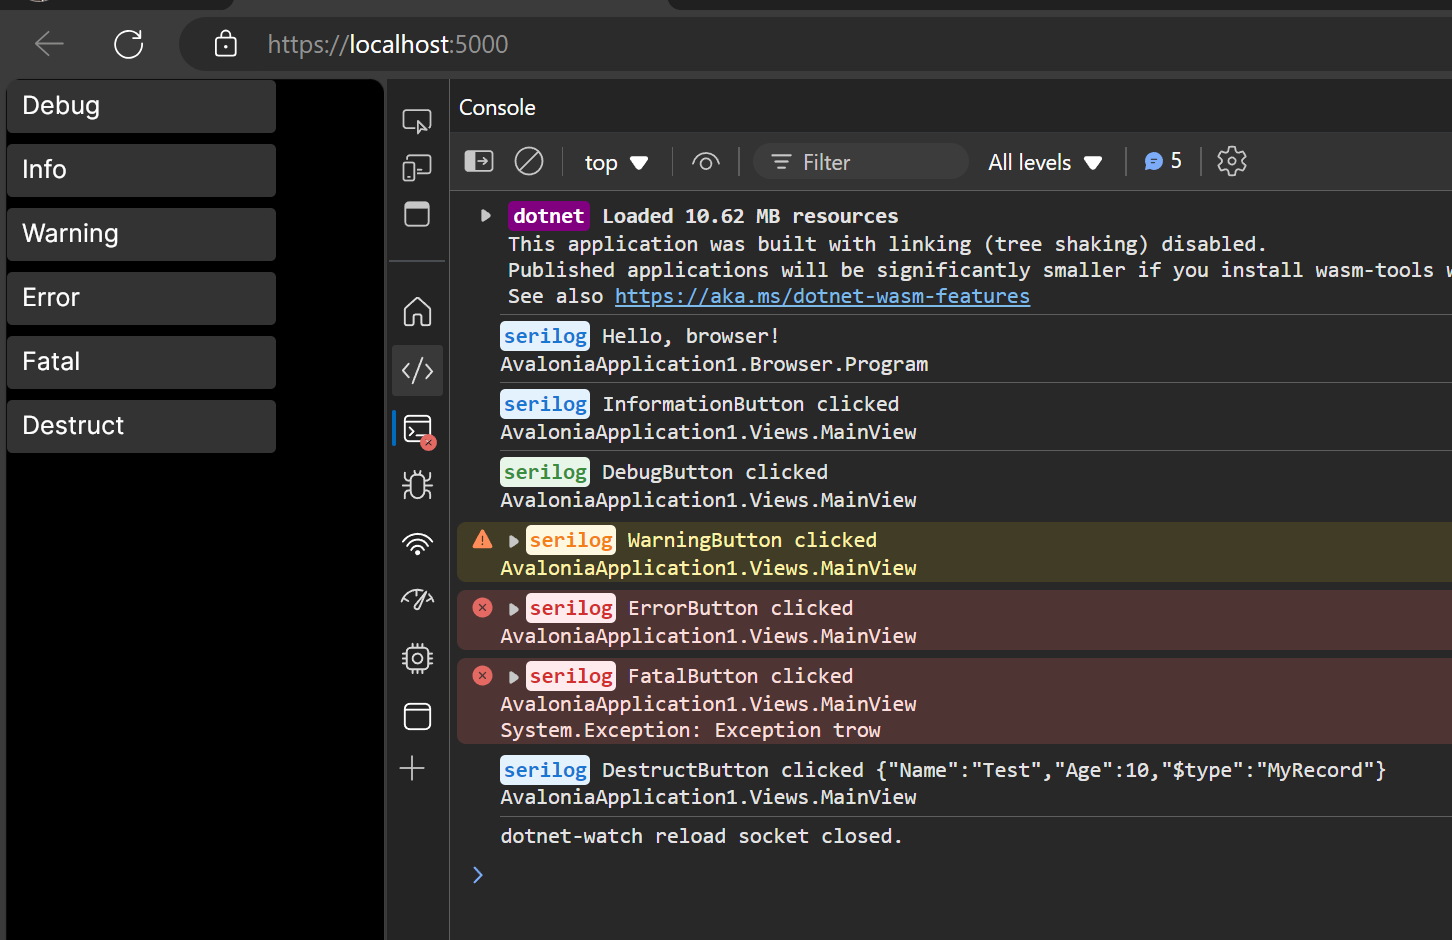 https://localhost:5000
Debug
Info
Warning
Error
Fatal
Destruct
Console
top
Filter
All levels
5
dotnet Loaded 10.62 MB resources
This application was built with linking (tree shaking) disabled.
Published applications will be significantly smaller if you install wasm-tools w
See also https://aka.ms/dotnet-wasm-features
serilog Hello, browser!
AvaloniaApplication1.Browser.Program
serilog InformationButton clicked
AvaloniaApplication1.Views.MainView
serilog DebugButton clicked
AvaloniaApplication1.Views.MainView
serilog WarningButton clicked
AvaloniaApplication1.Views.MainView
serilog ErrorButton clicked
AvaloniaApplication1.Views.MainView
serilog FatalButton clicked
AvaloniaApplication1.Views.MainView
System.Exception: Exception trow
serilog DestructButton clicked {"Name":"Test","Age":10,"$type":"MyRecord"}
AvaloniaApplication1.Views.MainView
dotnet-watch reload socket closed.